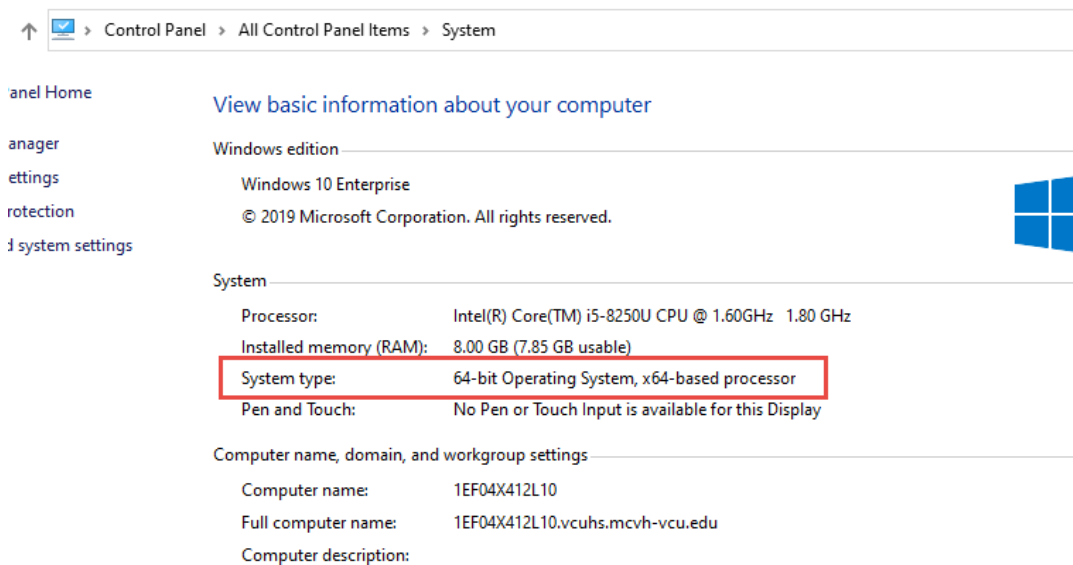 Control Panel > All Control Panel Items > System
anel Home
View basic information about your computer
anager
Windows edition
ettings
Windows 10 Enterprise
rotection
© 2019 Microsoft Corporation. All rights reserved.
d system settings
System
Processor: Intel(R) Core(TM) i5-8250U CPU @ 1.60GHz 1.80 GHz
Installed memory (RAM): 8.00 GB (7.85 GB usable)
System type: 64-bit Operating System, x64-based processor
Pen and Touch: No Pen or Touch Input is available for this Display
Computer name, domain, and workgroup settings
Computer name: 1EF04X412L10
Full computer name: 1EF04X412L10.vcuhs.mcvh-vcu.edu
Computer description: